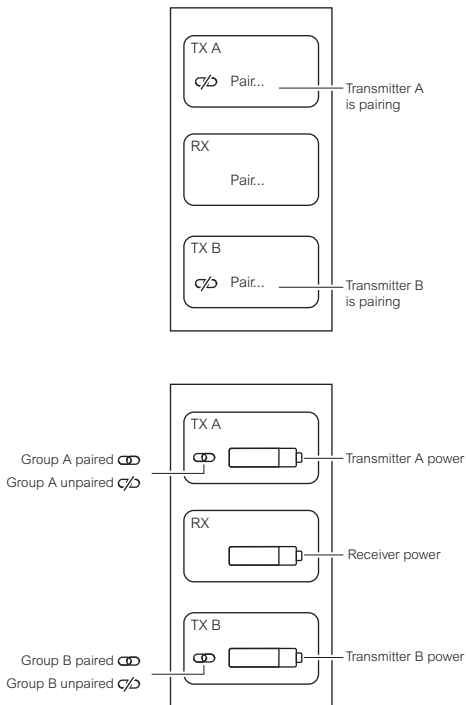 TX A
Pair...
Transmitter A
is pairing
RX
Pair...
TX B
Pair...
Transmitter B
is pairing
TX A
Group A paired
Group A unpaired
Transmitter A power
RX
Receiver power
TX B
Group B paired
Group B unpaired
Transmitter B power